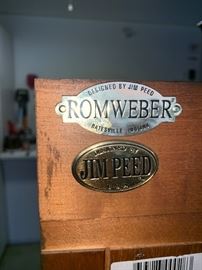 DESIGNED BY JIM PEED
ROMWEBER
BATESVILLE INDIANA
JIM PEED